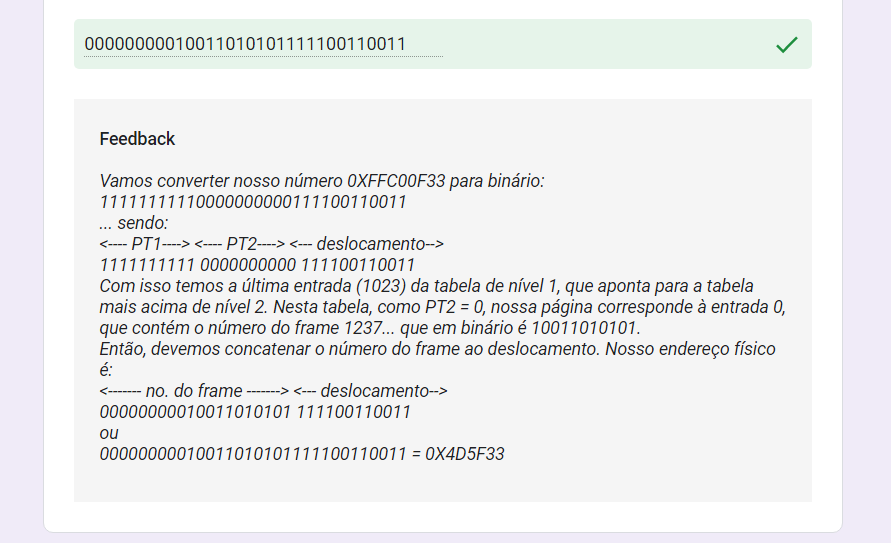 00000000010011010101111100110011
Feedback
Vamos converter nosso número 0XFFC00F33 para binário:
11111111110000000000111100110011
... sendo:
<---- PT1----> <---- PT2----> <--- deslocamento-->
1111111111 0000000000 111100110011
Com isso temos a última entrada (1023) da tabela de nível 1, que aponta para a tabela
mais acima de nível 2. Nesta tabela, como PT2 = 0, nossa página corresponde à entrada 0,
que contém o número do frame 1237... que em binário é 10011010101.
Então, devemos concatenar o número do frame ao deslocamento. Nosso endereço físico
é:
<------- no. do frame -------> <--- deslocamento-->
00000000010011010101 111100110011
ou
00000000010011010101111100110011 = 0X4D5F33